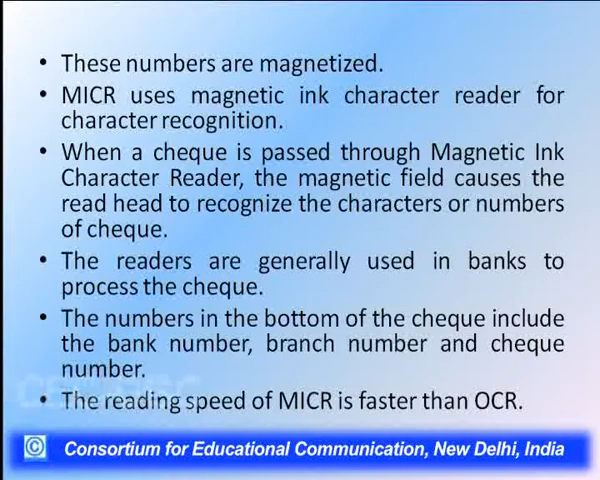 • These numbers are magnetized.
• MICR uses magnetic ink character reader for
character recognition.
• When a cheque is passed through Magnetic Ink
Character Reader, the magnetic field causes the
read head to recognize the characters or numbers
of cheque.
• The readers are generally used in banks to
process the cheque.
• The numbers in the bottom of the cheque include
the bank number, branch number and cheque
number.
• The reading speed of MICR is faster than OCR.
© Consortium for Educational Communication, New Delhi, India